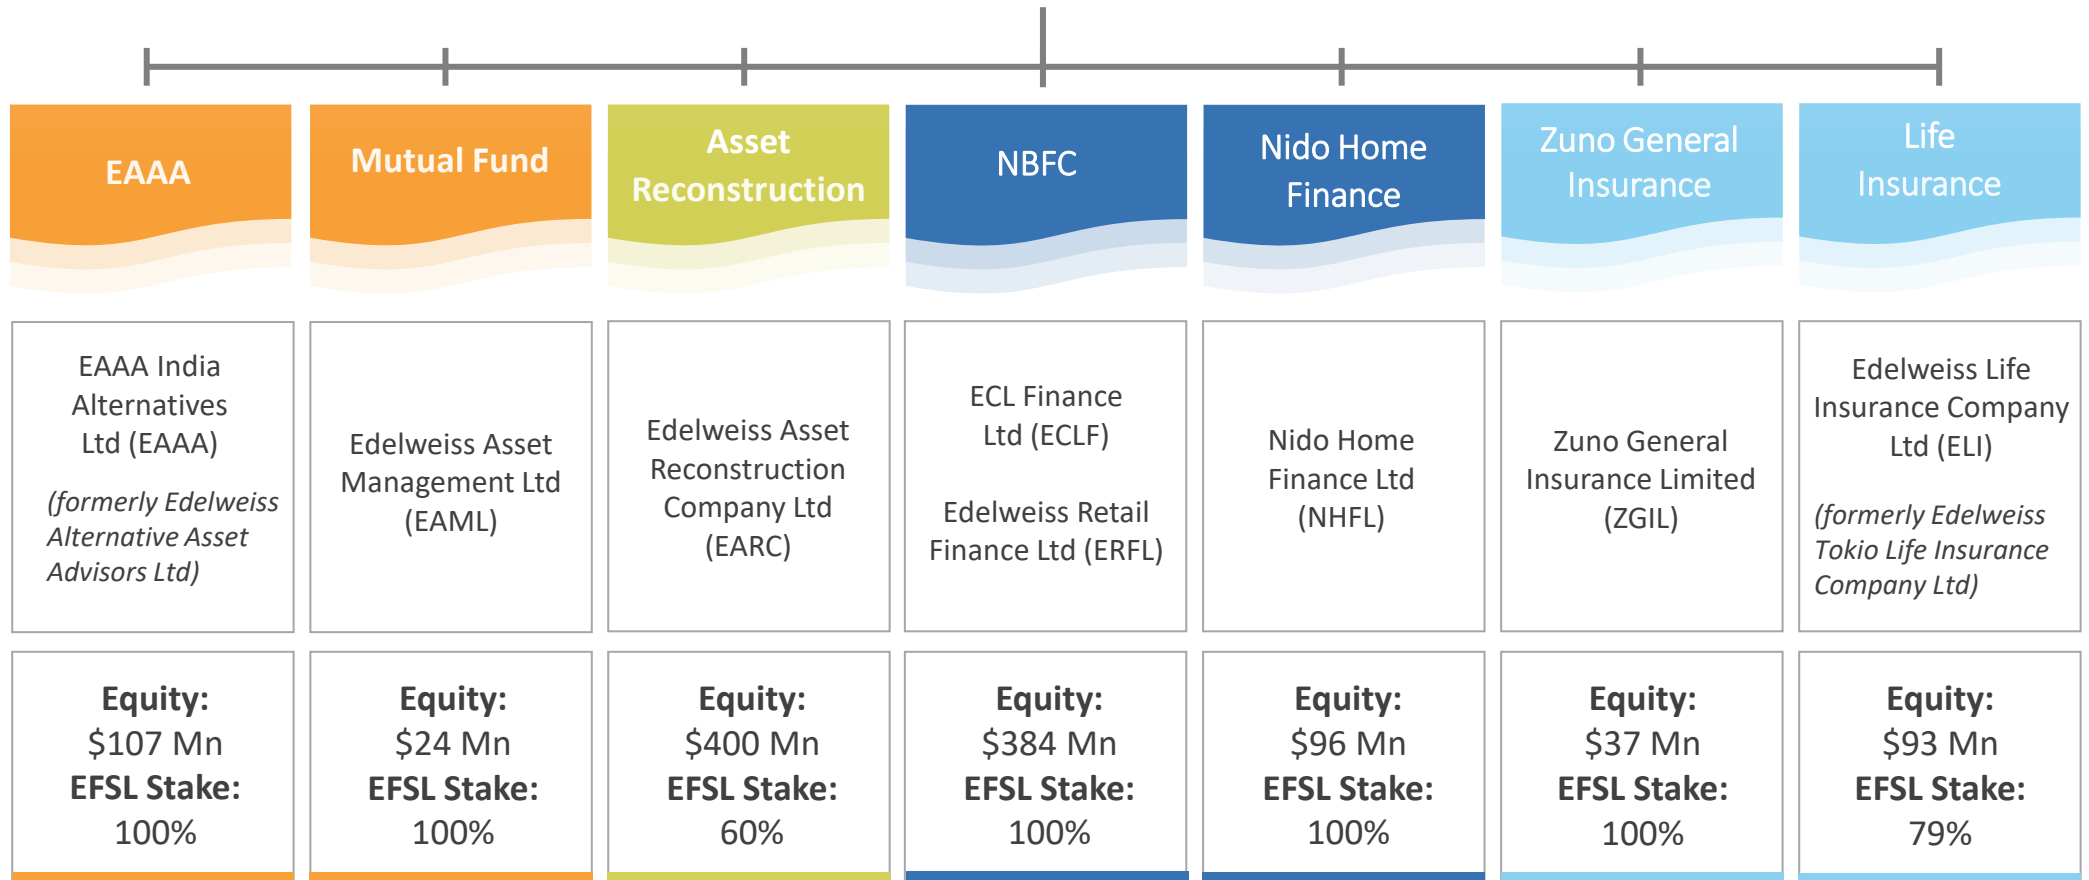 EAAA
Mutual Fund
Asset
Reconstruction
NBFC
Nido Home
Finance
Zuno General
Insurance
Life
Insurance
EAAA India
Alternatives
Ltd (EAAA)
(formerly Edelweiss
Alternative Asset
Advisors Ltd)
Edelweiss Asset
Management Ltd
(EAML)
Edelweiss Asset
Reconstruction
Company Ltd
(EARC)
ECL Finance
Ltd (ECLF)
Edelweiss Retail
Finance Ltd (ERFL)
Nido Home
Finance Ltd
(NHFL)
Zuno General
Insurance Limited
(ZGIL)
Edelweiss Life
Insurance Company
Ltd (ELI)
(formerly Edelweiss
Tokio Life Insurance
Company Ltd)
Equity:
$107 Mn
EFSL Stake:
100%
Equity:
$24 Mn
EFSL Stake:
100%
Equity:
$400 Mn
EFSL Stake:
60%
Equity:
$384 Mn
EFSL Stake:
100%
Equity:
$96 Mn
EFSL Stake:
100%
Equity:
$37 Mn
EFSL Stake:
100%
Equity:
$93 Mn
EFSL Stake:
79%